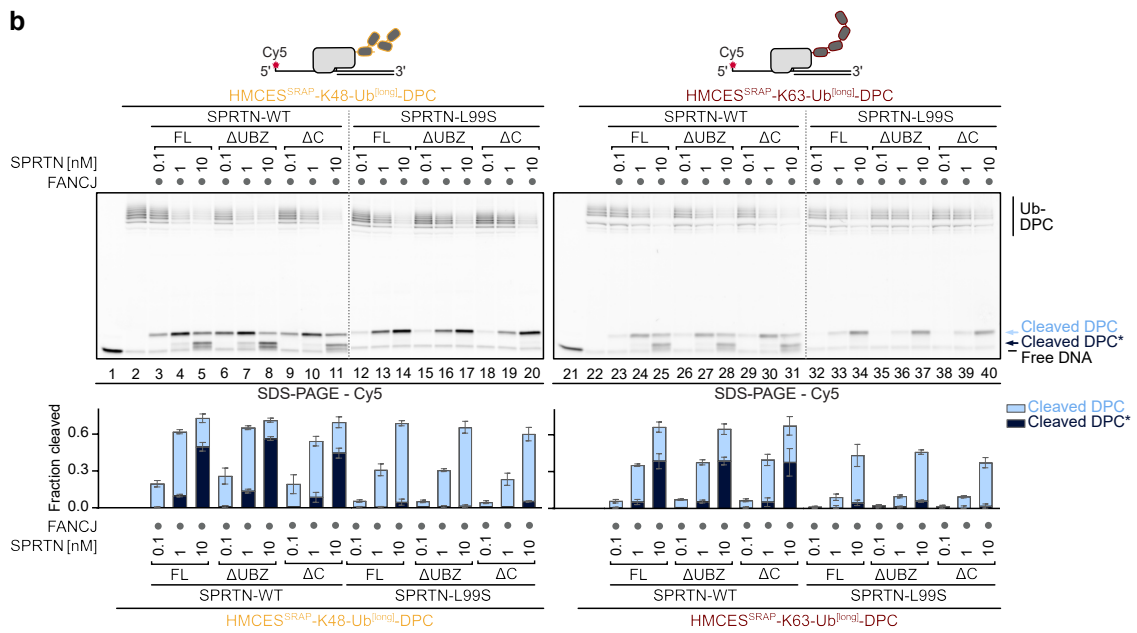 b
Cy5 Cy5
5' 3' 5' 3'
HMCES^SRAP-K48-Ub^[long]-DPC HMCES^SRAP-K63-Ub^[long]-DPC
SPRTN-WT SPRTN-L99S SPRTN-WT SPRTN-L99S
FL ΔUBZ ΔC FL ΔUBZ ΔC FL ΔUBZ ΔC FL ΔUBZ ΔC
SPRTN [nM] 0.1 1 10 0.1 1 10 0.1 1 10 0.1 1 10 0.1 1 10 0.1 1 10 0.1 1 10 0.1 1 10 0.1 1 10 0.1 1 10 0.1 1 10 0.1 1 10
FANCJ
Ub-
DPC
Cleaved DPC
Cleaved DPC*
Free DNA
1 2 3 4 5 6 7 8 9 10 11 12 13 14 15 16 17 18 19 20 21 22 23 24 25 26 27 28 29 30 31 32 33 34 35 36 37 38 39 40
SDS-PAGE - Cy5 SDS-PAGE - Cy5
Fraction cleaved
0.6
0.3
0.0
Cleaved DPC
Cleaved DPC*
FANCJ
SPRTN [nM] 0.1 1 10 0.1 1 10 0.1 1 10 0.1 1 10 0.1 1 10 0.1 1 10 0.1 1 10 0.1 1 10 0.1 1 10 0.1 1 10 0.1 1 10 0.1 1 10
FL ΔUBZ ΔC FL ΔUBZ ΔC FL ΔUBZ ΔC FL ΔUBZ ΔC
SPRTN-WT SPRTN-L99S SPRTN-WT SPRTN-L99S
HMCES^SRAP-K48-Ub^[long]-DPC HMCES^SRAP-K63-Ub^[long]-DPC